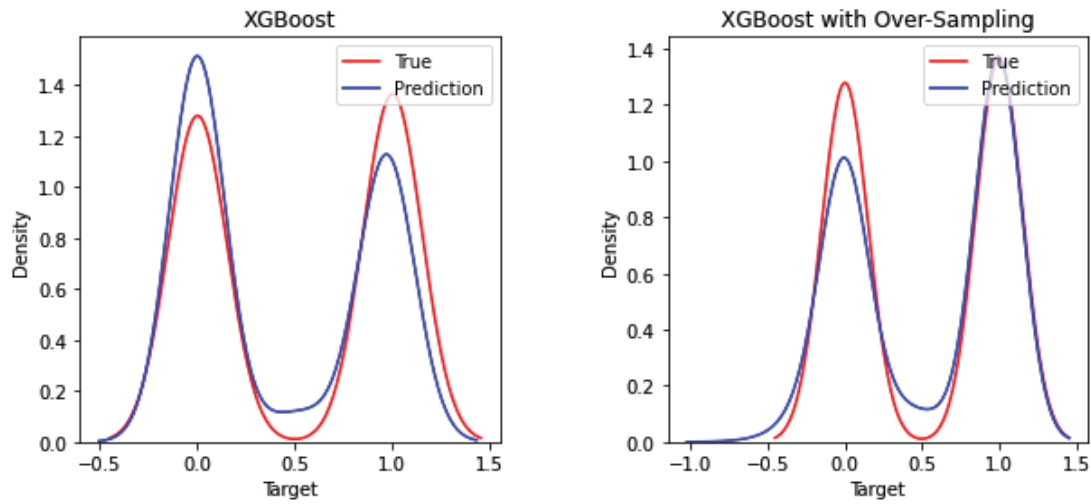 XGBoost
True
Prediction
Density
1.4
1.2
1.0
0.8
0.6
0.4
0.2
0.0
−0.5 0.0 0.5 1.0 1.5
Target
XGBoost with Over-Sampling
True
Prediction
Density
1.4
1.2
1.0
0.8
0.6
0.4
0.2
0.0
−1.0 −0.5 0.0 0.5 1.0 1.5
Target